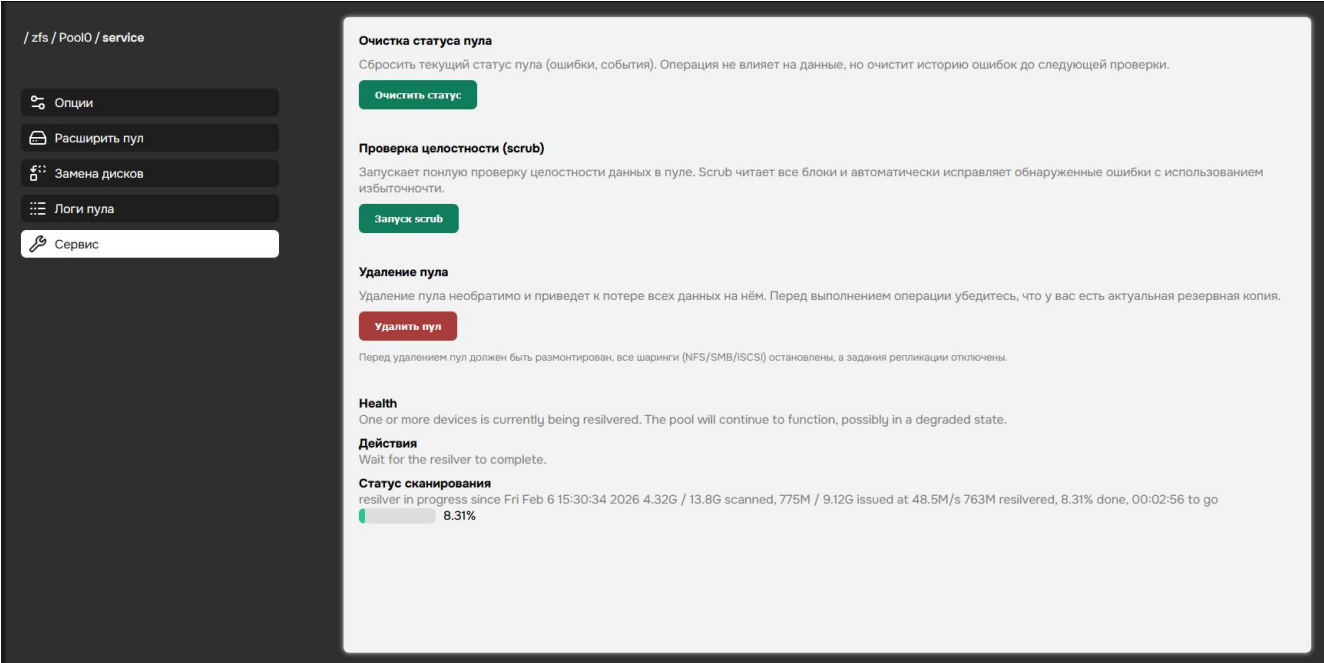 / zfs / Pool0 / service
Опции
Расширить пул
Замена дисков
Логи пула
Сервис
Очистка статуса пула
Сбросить текущий статус пула (ошибки, события). Операция не влияет на данные, но очистит историю ошибок до следующей проверки.
Очистить статус
Проверка целостности (scrub)
Запускает понлую проверку целостности данных в пуле. Scrub читает все блоки и автоматически исправляет обнаруженные ошибки с использованием
избыточночти.
Запуск scrub
Удаление пула
Удаление пула необратимо и приведет к потере всех данных на нём. Перед выполнением операции убедитесь, что у вас есть актуальная резервная копия.
Удалить пул
Перед удалением пул должен быть размонтирован, все шаринги (NFS/SMB/iSCSI) остановлены, а задания репликации отключены.
Health
One or more devices is currently being resilvered. The pool will continue to function, possibly in a degraded state.
Действия
Wait for the resilver to complete.
Статус сканирования
resilver in progress since Fri Feb 6 15:30:34 2026 4.32G / 13.8G scanned, 775M / 9.12G issued at 48.5M/s 763M resilvered, 8.31% done, 00:02:56 to go
8.31%